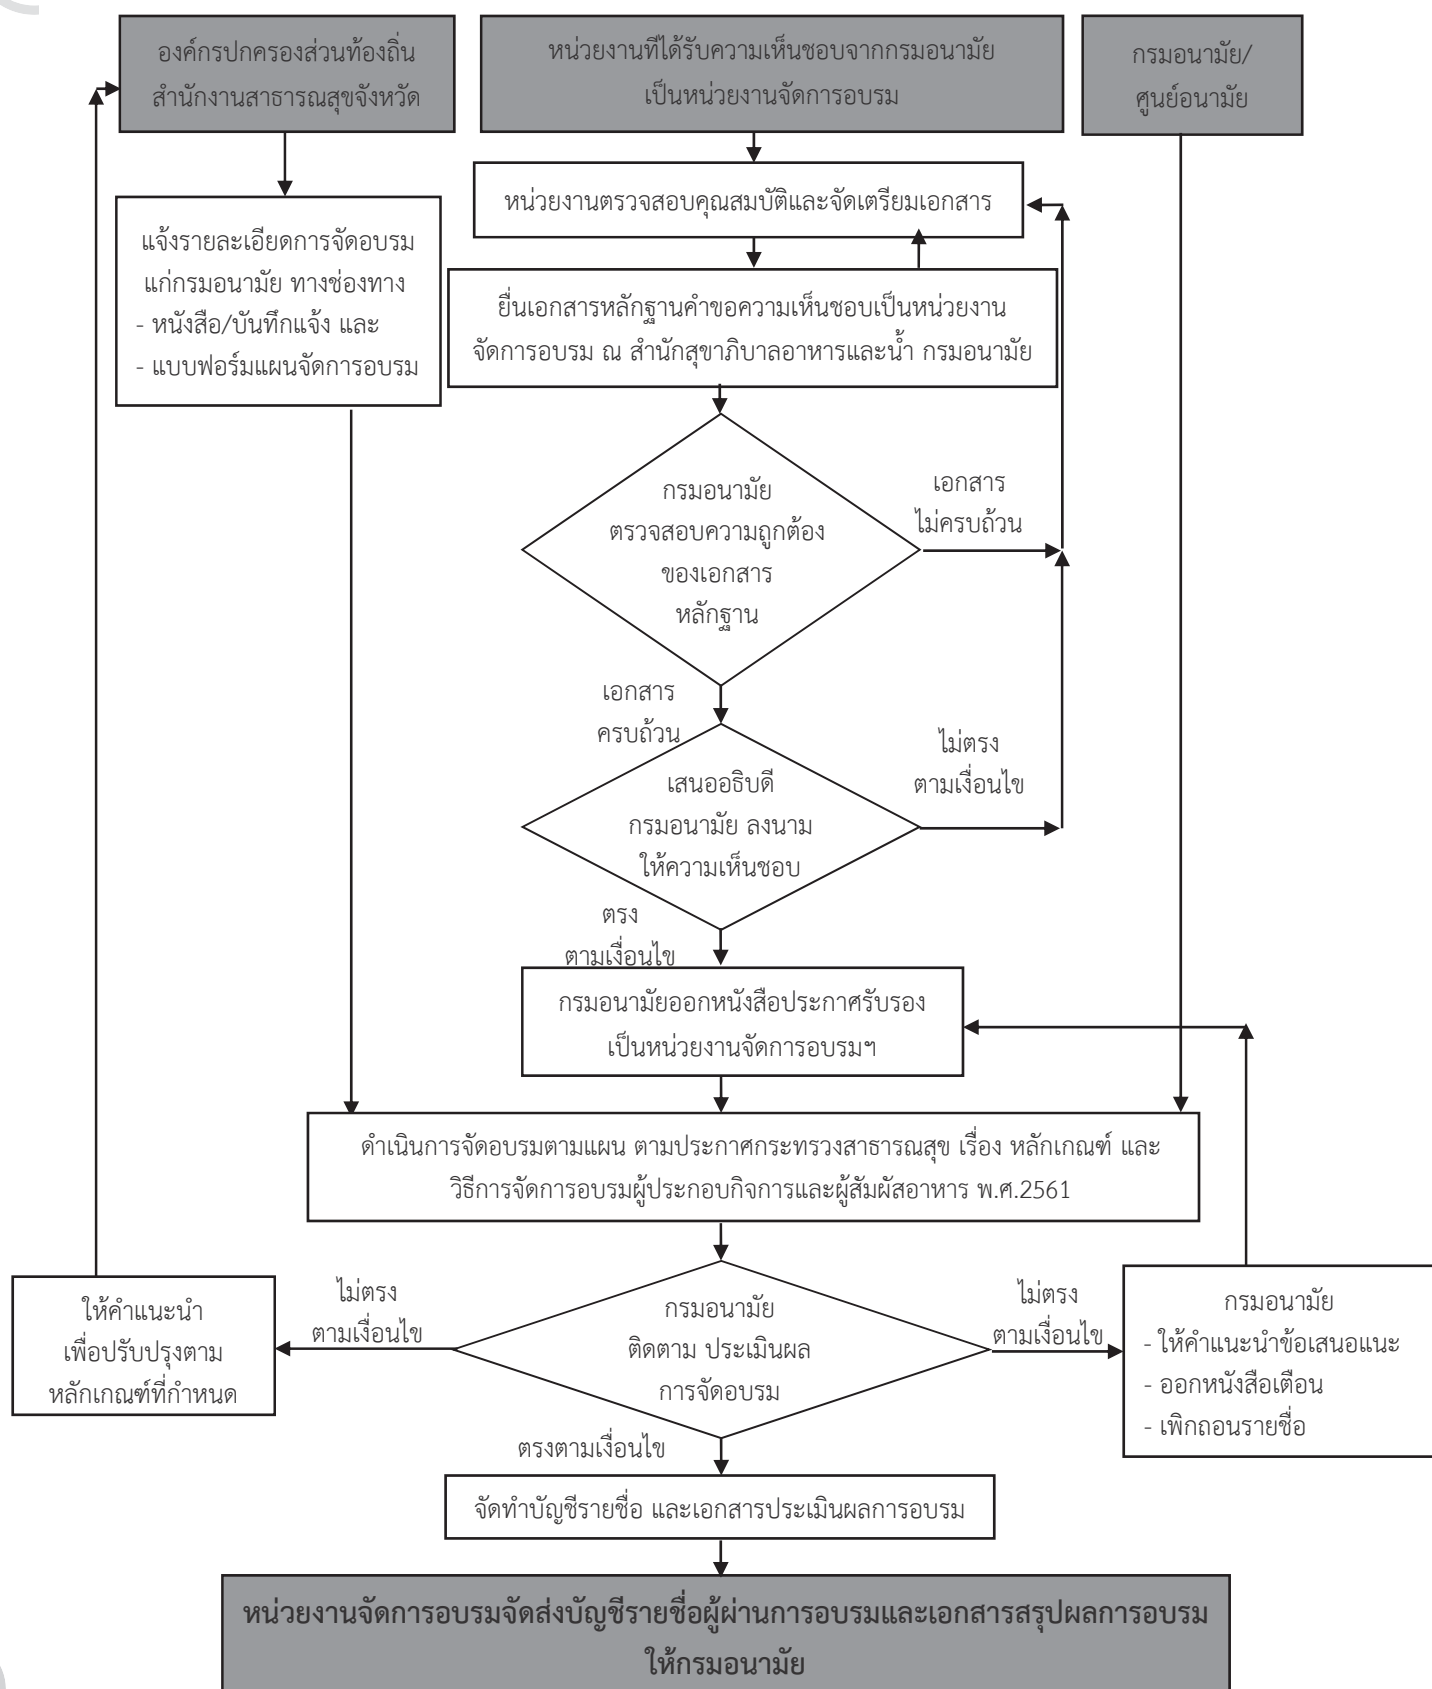 องค์กรปกครองส่วนท้องถิ่น
สำนักงานสาธารณสุขจังหวัด
หน่วยงานที่ได้รับความเห็นชอบจากกรมอนามัย
เป็นหน่วยงานจัดการอบรม
กรมอนามัย/
ศูนย์อนามัย
หน่วยงานตรวจสอบคุณสมบัติและจัดเตรียมเอกสาร
แจ้งรายละเอียดการจัดอบรม
แก่กรมอนามัย ทางช่องทาง
- หนังสือ/บันทึกแจ้ง และ
- แบบฟอร์มแผนจัดการอบรม
ยื่นเอกสารหลักฐานคำขอความเห็นชอบเป็นหน่วยงาน
จัดการอบรม ณ สำนักสุขาภิบาลอาหารและน้ำ กรมอนามัย
กรมอนามัย
ตรวจสอบความถูกต้อง
ของเอกสาร
หลักฐาน
เอกสาร
ไม่ครบถ้วน
เอกสาร
ครบถ้วน
เสนออธิบดี
กรมอนามัย ลงนาม
ให้ความเห็นชอบ
ไม่ตรง
ตามเงื่อนไข
ตรง
ตามเงื่อนไข
กรมอนามัยออกหนังสือประกาศรับรอง
เป็นหน่วยงานจัดการอบรมฯ
ดำเนินการจัดอบรมตามแผน ตามประกาศกระทรวงสาธารณสุข เรื่อง หลักเกณฑ์ และ
วิธีการจัดการอบรมผู้ประกอบกิจการและผู้สัมผัสอาหาร พ.ศ.2561
ให้คำแนะนำ
เพื่อปรับปรุงตาม
หลักเกณฑ์ที่กำหนด
ไม่ตรง
ตามเงื่อนไข
กรมอนามัย
ติดตาม ประเมินผล
การจัดอบรม
ไม่ตรง
ตามเงื่อนไข
กรมอนามัย
- ให้คำแนะนำข้อเสนอแนะ
- ออกหนังสือเตือน
- เพิกถอนรายชื่อ
ตรงตามเงื่อนไข
จัดทำบัญชีรายชื่อ และเอกสารประเมินผลการอบรม
หน่วยงานจัดการอบรมจัดส่งบัญชีรายชื่อผู้ผ่านการอบรมและเอกสารสรุปผลการอบรม
ให้กรมอนามัย